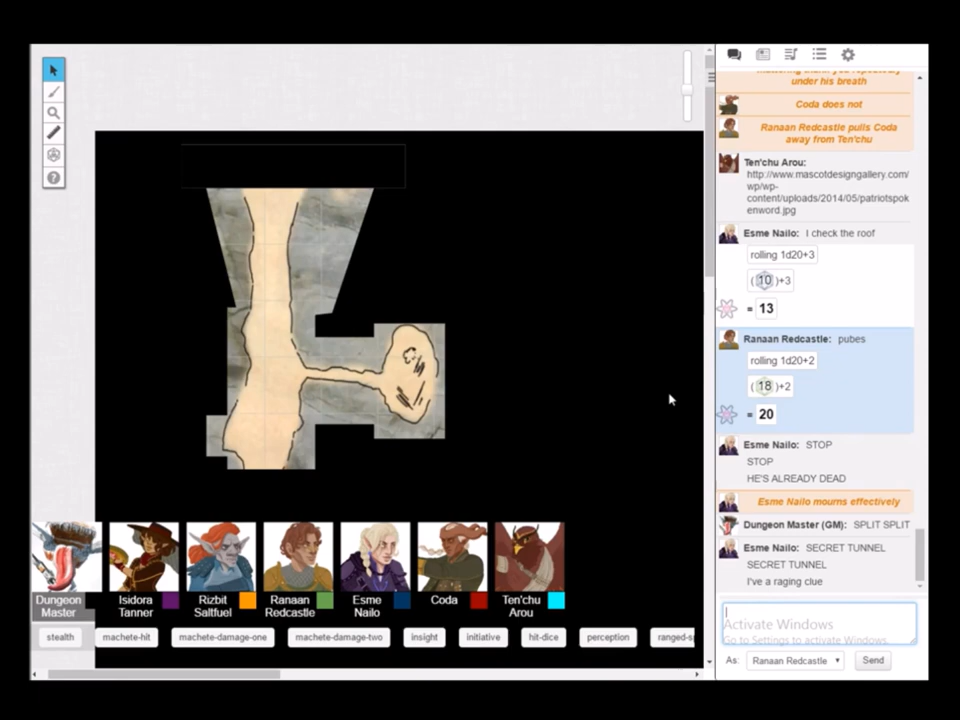 muttering thank you repeatedly
under his breath
Coda does not
Ranaan Redcastle pulls Coda
away from Ten'chu
Ten'chu Arou:
http://www.mascotdesigngallery.com/
wp/wp-
content/uploads/2014/05/patriotspok
enword.jpg
Esme Nailo: I check the roof
rolling 1d20+3
(10)+3
= 13
Ranaan Redcastle: pubes
rolling 1d20+2
(18)+2
= 20
Esme Nailo: STOP
STOP
HE'S ALREADY DEAD
Esme Nailo mourns effectively
Dungeon Master (GM): SPLIT SPLIT
Esme Nailo: SECRET TUNNEL
SECRET TUNNEL
I've a raging clue
Activate Windows
Go to Settings to activate Windows.
As: Ranaan Redcastle Send
Dungeon Master
Isidora Tanner
Rizbit Saltfuel
Ranaan Redcastle
Esme Nailo
Coda
Ten'chu Arou
stealth machete-hit machete-damage-one machete-damage-two insight initiative hit-dice perception ranged-sp